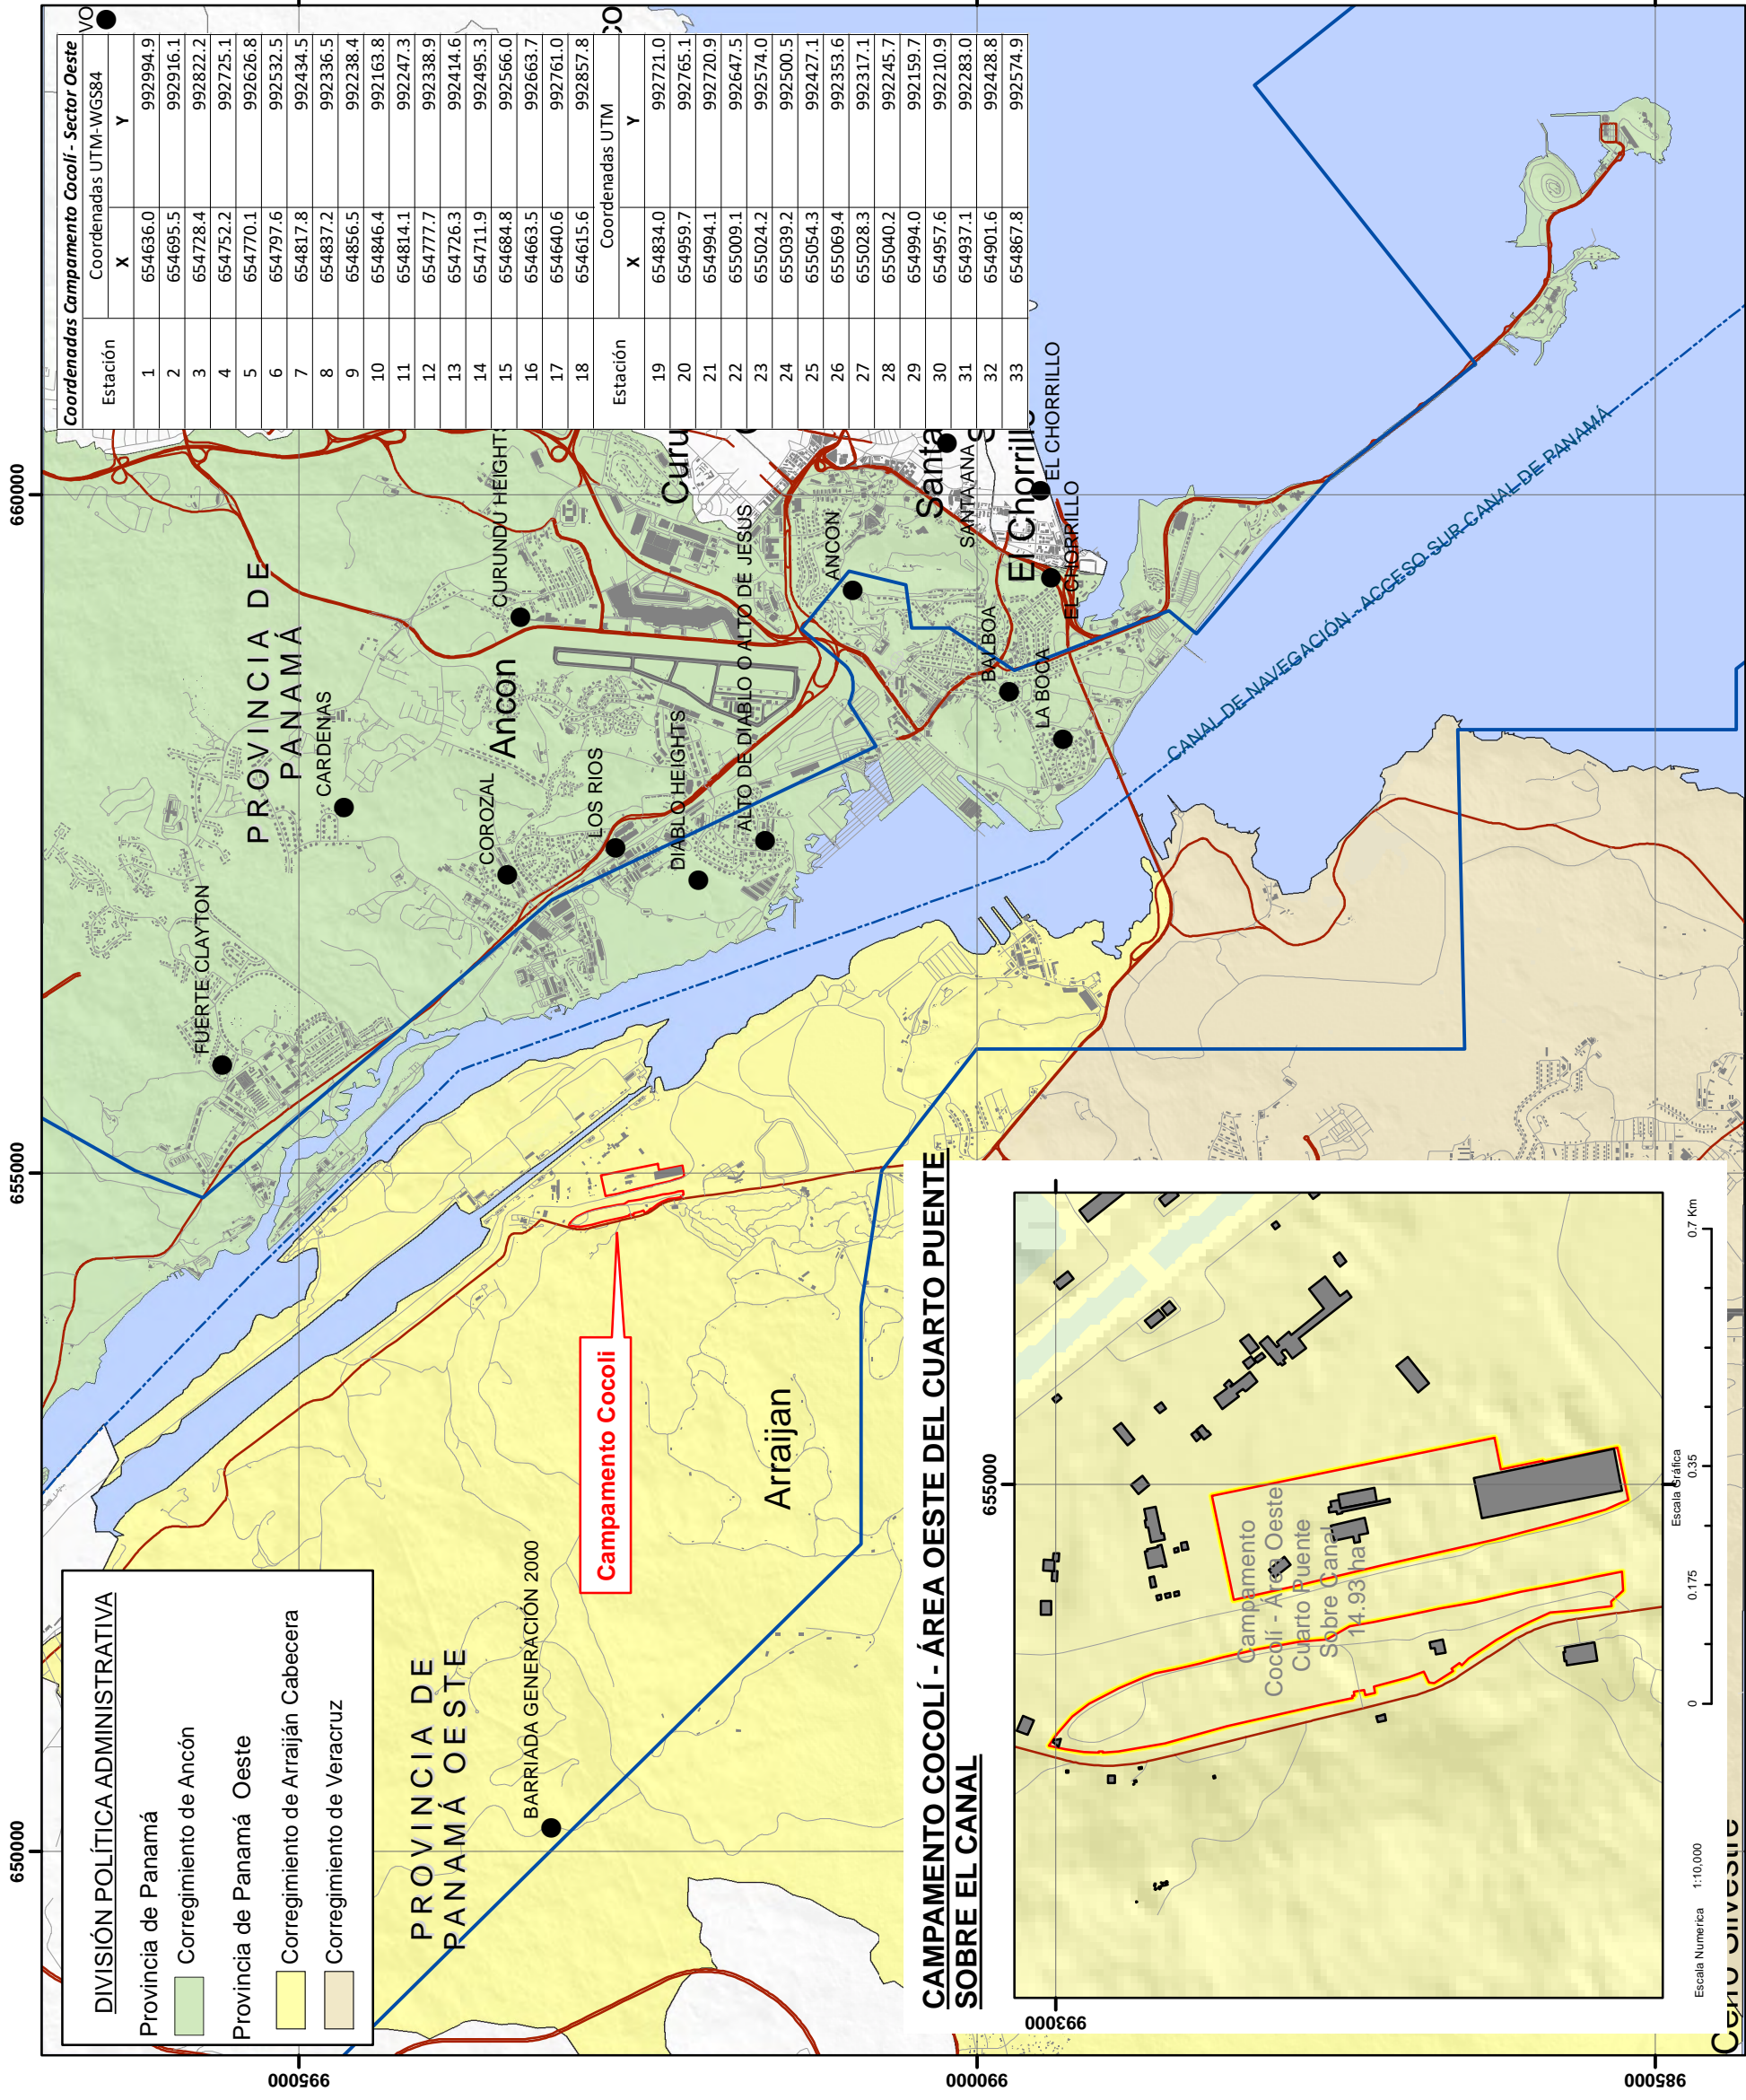 DIVISIÓN POLÍTICA ADMINISTRATIVA
Provincia de Panamá
Corregimiento de Ancón
Provincia de Panamá Oeste
Corregimiento de Arraiján Cabecera
Corregimiento de Veracruz
PROVINCIA DE
PANAMÁ OESTE
BARRIADA GENERACIÓN 2000
Campamento Cocolí
Arraijan
PROVINCIA DE
PANAMÁ
FUERTE CLAYTON
CARDENAS
COROZAL
Ancon
LOS RIOS
CURUNDU HEIGHTS
DIABLO HEIGHTS
ALTO DE DIABLO O ALTO DE JESUS
Curu
ANCON
BALBOA
LA BOCA
Santa
SANTA ANA
El Chorrillo
EL CHORRILLO
EL CHORRILLO
VO
CO
CANAL DE NAVEGACIÓN - ACCESO SUR CANAL DE PANAMÁ
650000
655000
660000
995000
990000
985000
Coordenadas Campamento Cocolí - Sector Oeste
Estación Coordenadas UTM-WGS84
X Y
1 654636.0 992994.9
2 654695.5 992916.1
3 654728.4 992822.2
4 654752.2 992725.1
5 654770.1 992626.8
6 654797.6 992532.5
7 654817.8 992434.5
8 654837.2 992336.5
9 654856.5 992238.4
10 654846.4 992163.8
11 654814.1 992247.3
12 654777.7 992338.9
13 654726.3 992414.6
14 654711.9 992495.3
15 654684.8 992566.0
16 654663.5 992663.7
17 654640.6 992761.0
18 654615.6 992857.8
Estación Coordenadas UTM
X Y
19 654834.0 992721.0
20 654959.7 992765.1
21 654994.1 992720.9
22 655009.1 992647.5
23 655024.2 992574.0
24 655039.2 992500.5
25 655054.3 992427.1
26 655069.4 992353.6
27 655028.3 992317.1
28 655040.2 992245.7
29 654994.0 992159.7
30 654957.6 992210.9
31 654937.1 992283.0
32 654901.6 992428.8
33 654867.8 992574.9
CAMPAMENTO COCOLÍ - ÁREA OESTE DEL CUARTO PUENTE
SOBRE EL CANAL
655000
993000
Campamento
Cocolí - Área Oeste
Cuarto Puente
Sobre Canal
14.93 ha
Escala Numerica 1:10,000
0 0.175 0.35 0.7 Km
Escala Gráfica
Cerro Silvestre